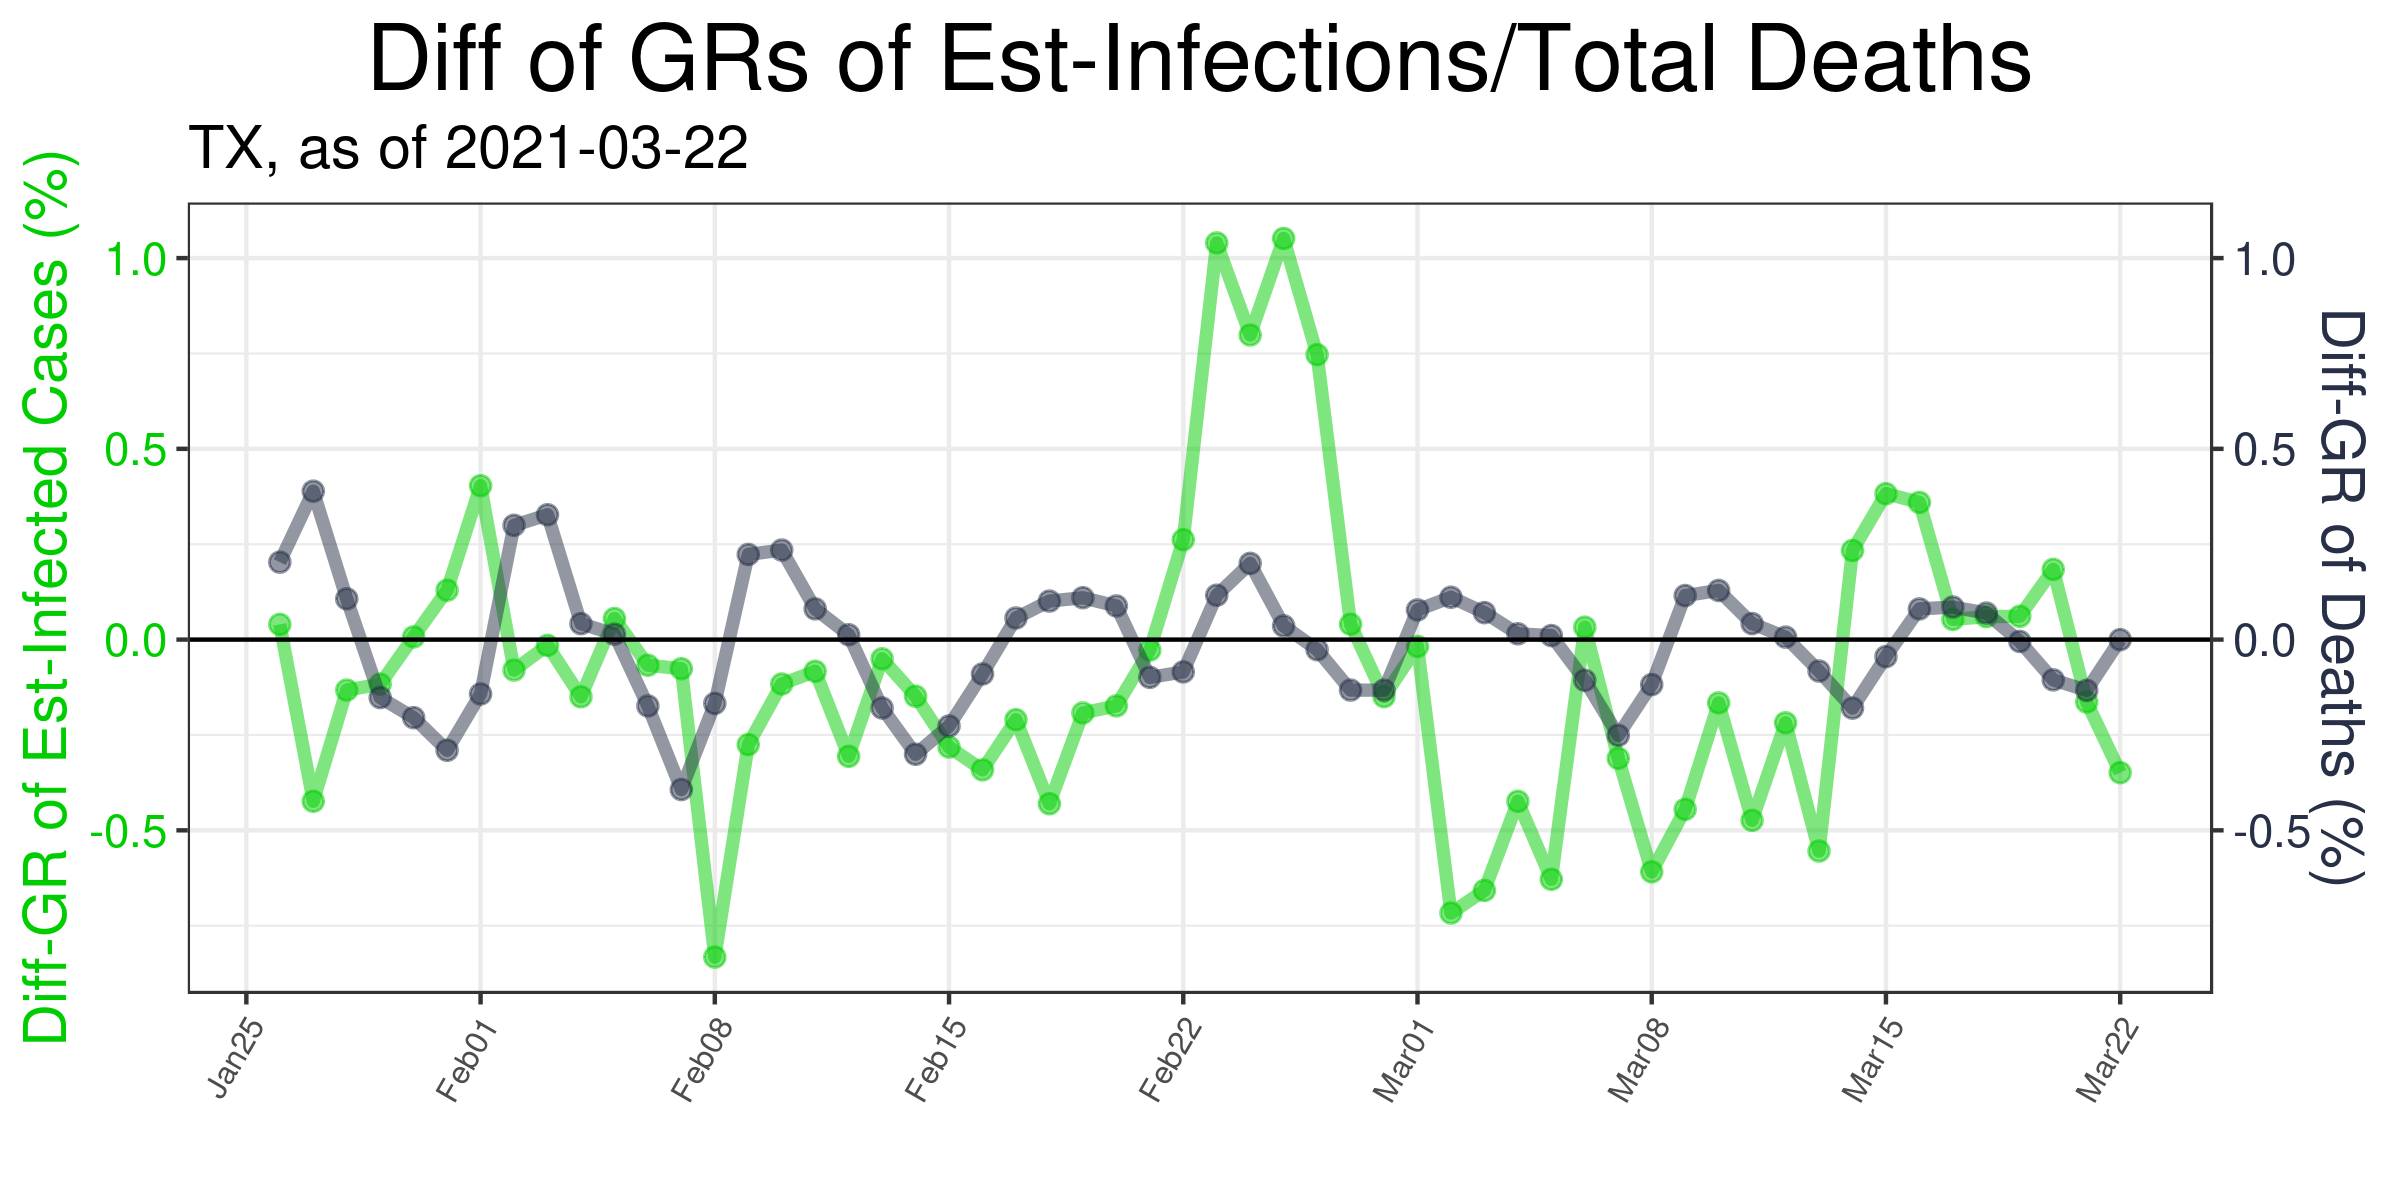 Diff of GRs of Est-Infections/Total Deaths
TX, as of 2021-03-22
Diff-GR of Est-Infected Cases (%)
1.0
0.5
0.0
-0.5
1.0
0.5
0.0
-0.5
Diff-GR of Deaths (%)
Jan25
Feb01
Feb08
Feb15
Feb22
Mar01
Mar08
Mar15
Mar22